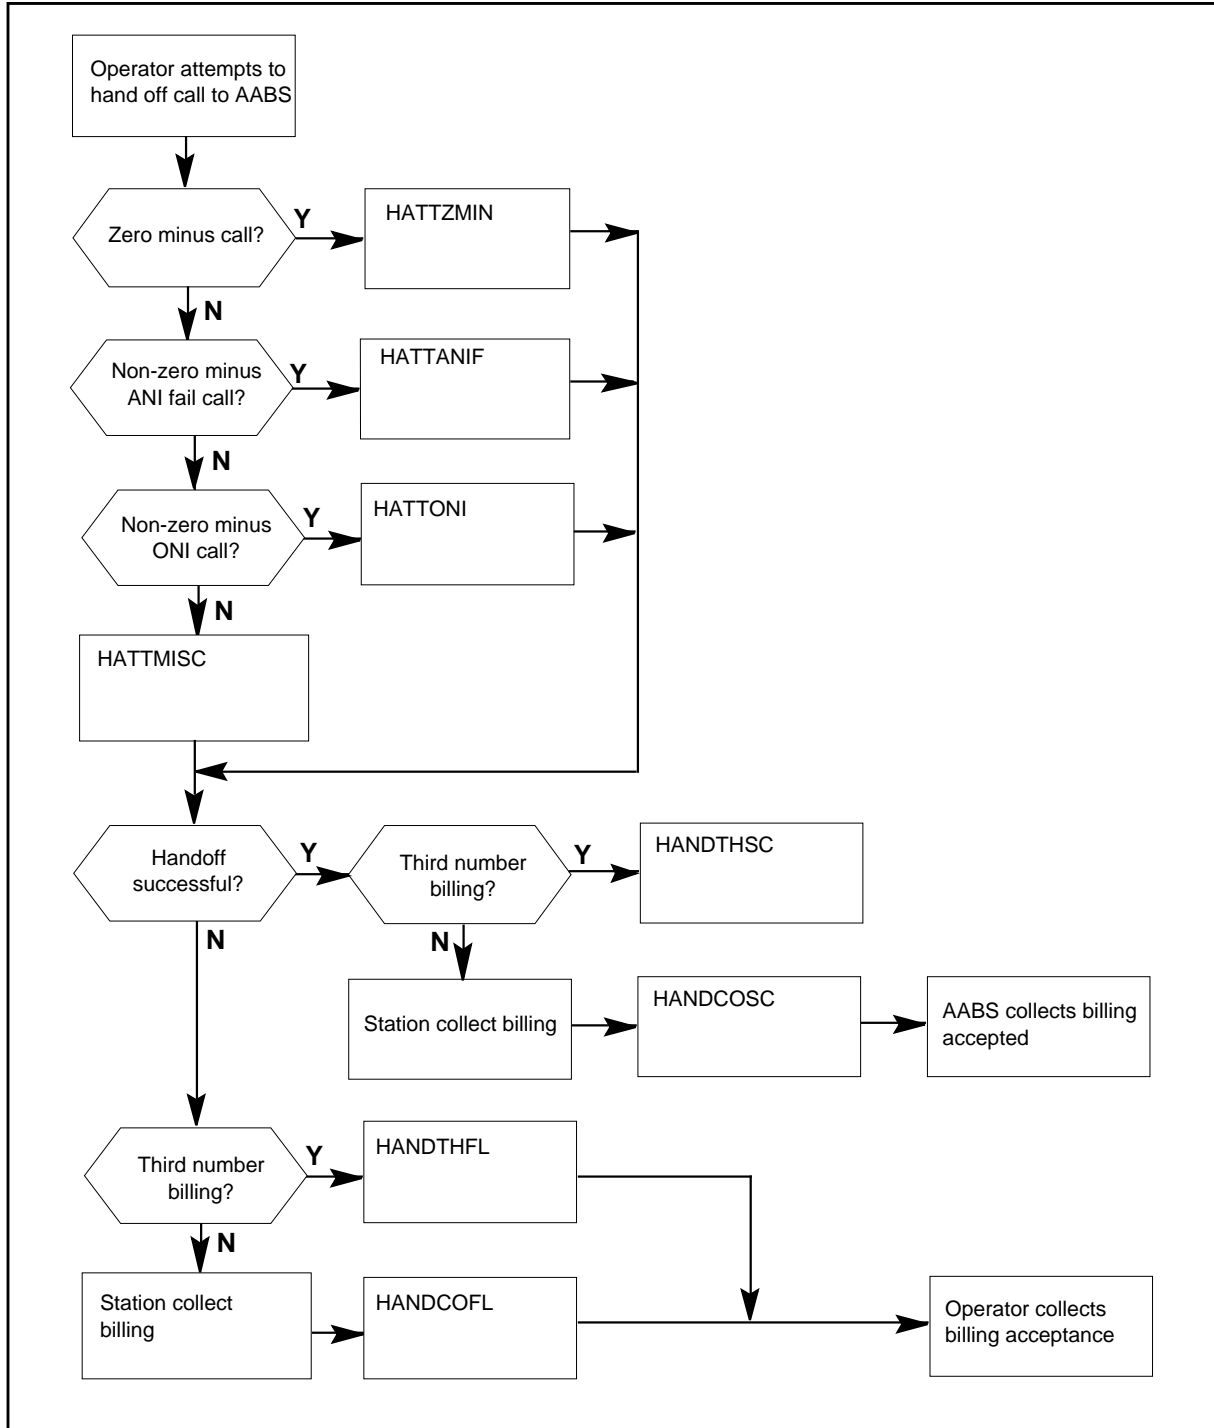 Operator attempts to
hand off call to AABS
Zero minus call?
Y
HATTZMIN
N
Non-zero minus
ANI fail call?
Y
HATTANIF
N
Non-zero minus
ONI call?
Y
HATTONI
N
HATTMISC
Handoff
successful?
Y
Third number
billing?
Y
HANDTHSC
N
N
Station collect billing
HANDCOSC
AABS collects billing
accepted
Third number
billing?
Y
HANDTHFL
N
Station collect
billing
HANDCOFL
Operator collects
billing acceptance